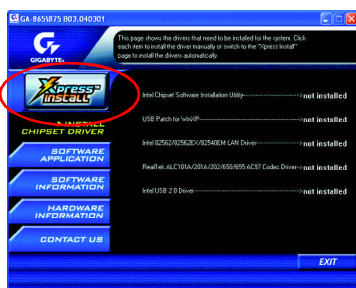 GA-865\875 B03.040301
GIGABYTE™
This page shows the drivers that need to be installed for the system. Click
each item to install the driver manually or switch to the "Xpress Install"
page to install the drivers automatically.
Xpress™
install
INSTALL
CHIPSET DRIVER
SOFTWARE
APPLICATION
SOFTWARE
INFORMATION
HARDWARE
INFORMATION
CONTACT US
Intel Chipset Software Installation Utility-->not installed
USB Patch for WinXP-->not installed
Intel 82562/82562EX/82540EM LAN Driver-->not installed
RealTek ALC101A/201A/202/650/655 AC97 Codec Driver-->not installed
Intel USB 2.0 Driver-->not installed
EXIT